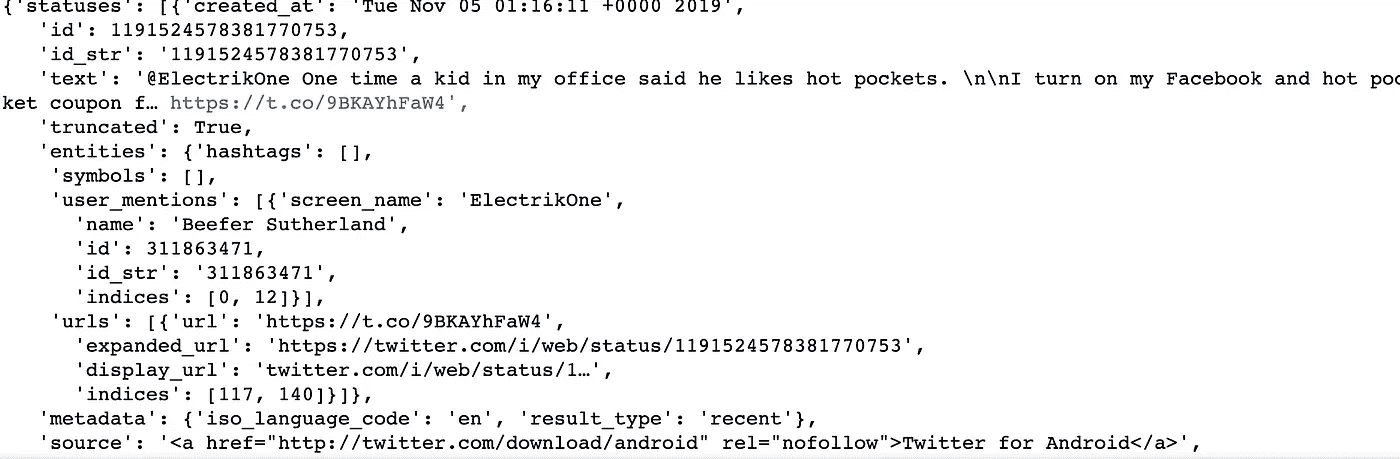 {'statuses': [{'created_at': 'Tue Nov 05 01:16:11 +0000 2019',
'id': 1191524578381770753,
'id_str': '1191524578381770753',
'text': '@ElectrikOne One time a kid in my office said he likes hot pockets. \n\nI turn on my Facebook and hot poc
ket coupon f… https://t.co/9BKAYhFaW4',
'truncated': True,
'entities': {'hashtags': [],
'symbols': [],
'user_mentions': [{'screen_name': 'ElectrikOne',
'name': 'Beefer Sutherland',
'id': 311863471,
'id_str': '311863471',
'indices': [0, 12]}],
'urls': [{'url': 'https://t.co/9BKAYhFaW4',
'expanded_url': 'https://twitter.com/i/web/status/1191524578381770753',
'display_url': 'twitter.com/i/web/status/1…',
'indices': [117, 140]}]},
'metadata': {'iso_language_code': 'en', 'result_type': 'recent'},
'source': '<a href="http://twitter.com/download/android" rel="nofollow">Twitter for Android</a>',